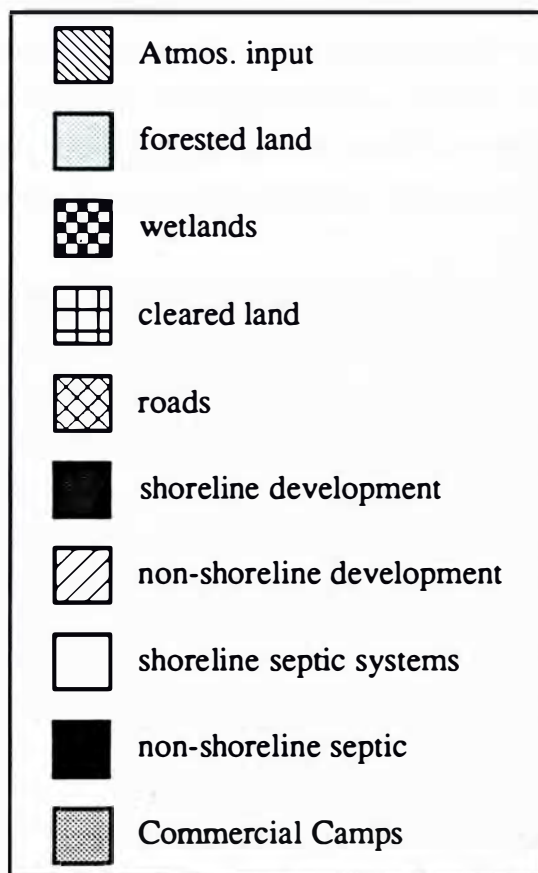 Atmos. input
forested land
wetlands
cleared land
roads
shoreline development
non-shoreline development
shoreline septic systems
non-shoreline septic
Commercial Camps